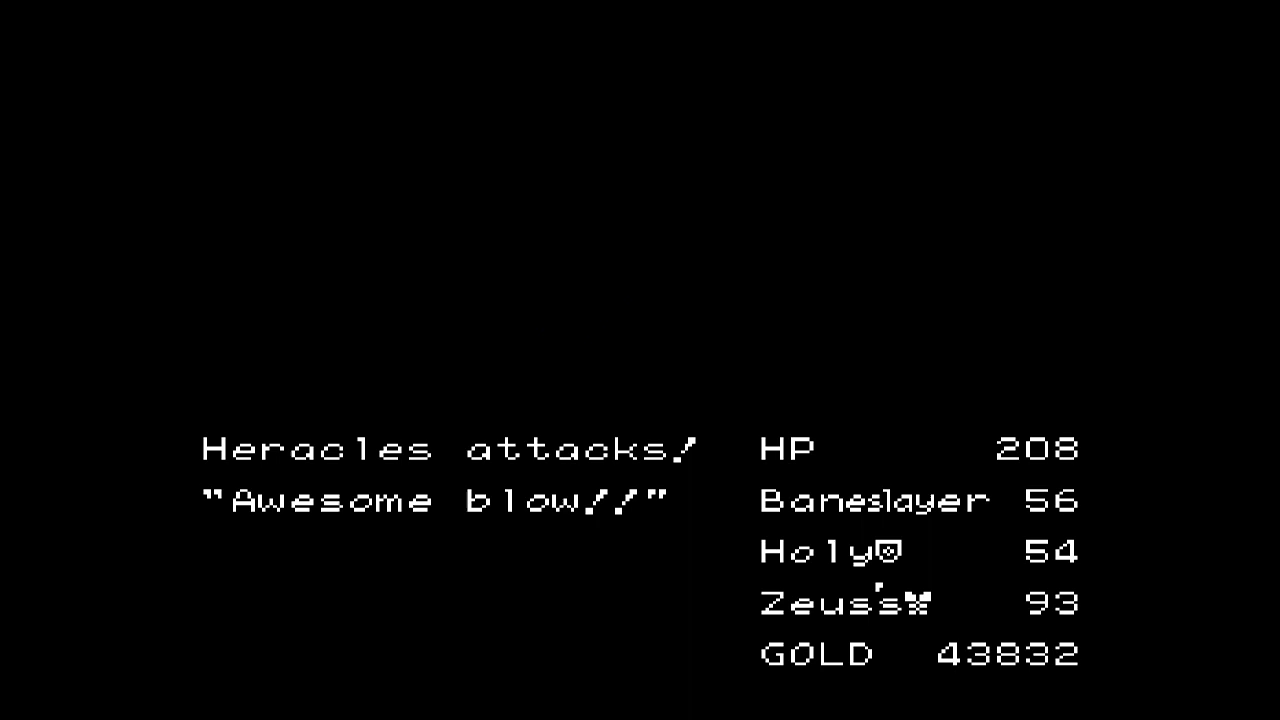 Heracles attacks!
"Awesome blow!!"
HP 208
Baneslayer 56
Holy 54
Zeus's 93
GOLD 43832